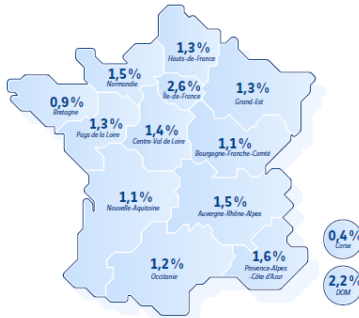 1,3%
Hauts-de-France
1,5%
Normandie
2,6%
Île-de-France
1,3%
Grand-Est
0,9%
Bretagne
1,3%
Pays de la Loire
1,4%
Centre-Val de Loire
1,1%
Bourgogne-Franche-Comté
1,1%
Nouvelle-Aquitaine
1,5%
Auvergne-Rhône-Alpes
0,4%
Corse
1,2%
Occitanie
1,6%
Provence-Alpes
-Côte d'Azur
2,2%
DOM